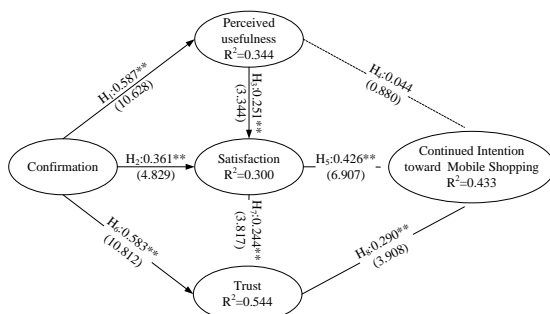 Perceived
usefulness
R²=0.344
H₁:0.587**
(10.628)
H₃:0.251**
(3.344)
H₄:0.044
(0.880)
Confirmation
H₂:0.361**
(4.829)
Satisfaction
R²=0.300
H₅:0.426**
(6.907)
Continued Intention
toward Mobile Shopping
R²=0.433
H₆:0.583**
(10.812)
H₇:0.244**
(3.817)
H₈:0.290**
(3.908)
Trust
R²=0.544